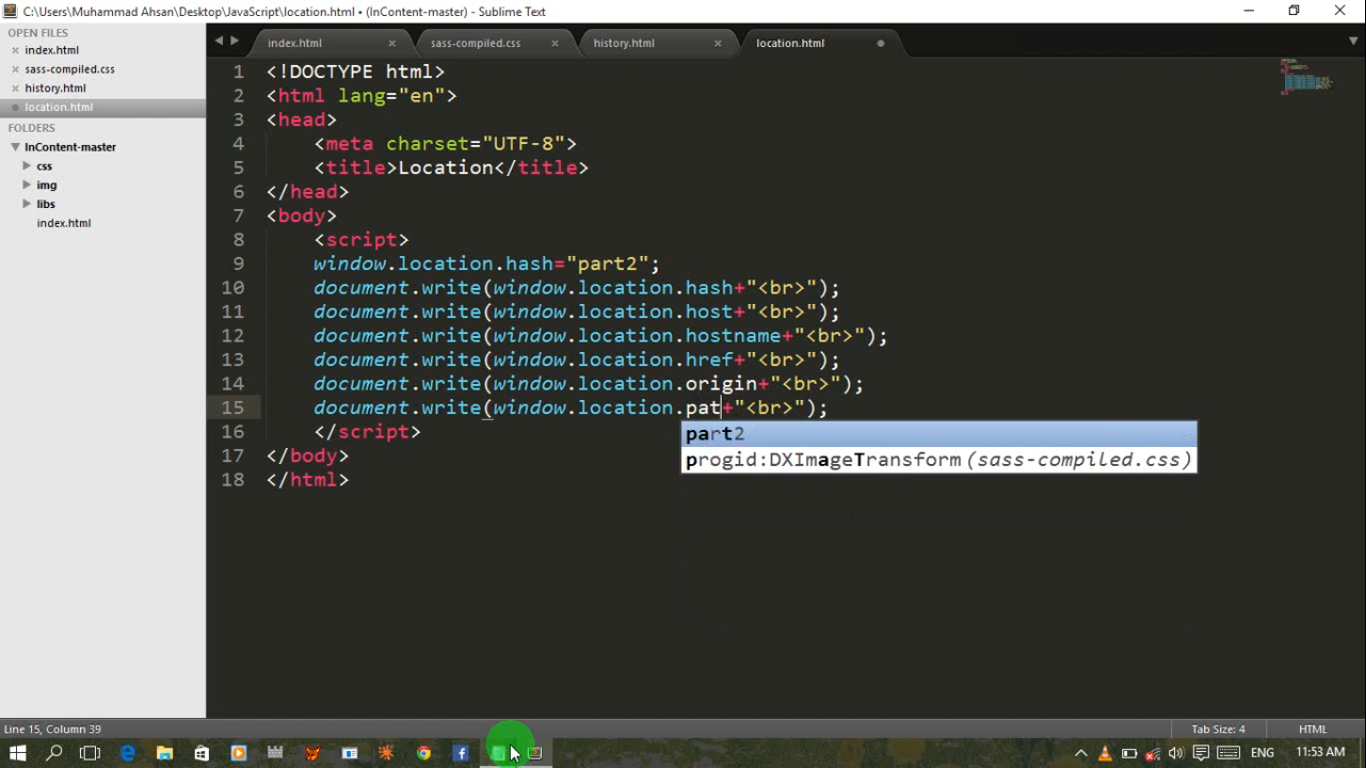 C:\Users\Muhammad Ahsan\Desktop\JavaScript\location.html • (InContent-master) - Sublime Text
OPEN FILES
index.html
sass-compiled.css
history.html
location.html
FOLDERS
InContent-master
css
img
libs
index.html
index.html sass-compiled.css history.html location.html
1 <!DOCTYPE html>
2 <html lang="en">
3 <head>
4 <meta charset="UTF-8">
5 <title>Location</title>
6 </head>
7 <body>
8 <script>
9 window.location.hash="part2";
10 document.write(window.location.hash+"<br>");
11 document.write(window.location.host+"<br>");
12 document.write(window.location.hostname+"<br>");
13 document.write(window.location.href+"<br>");
14 document.write(window.location.origin+"<br>");
15 document.write(window.location.pat+"<br>");
part2
progid:DXImageTransform (sass-compiled.css)
16 </script>
17 </body>
18 </html>
Line 15, Column 39
Tab Size: 4 HTML
ENG 11:53 AM